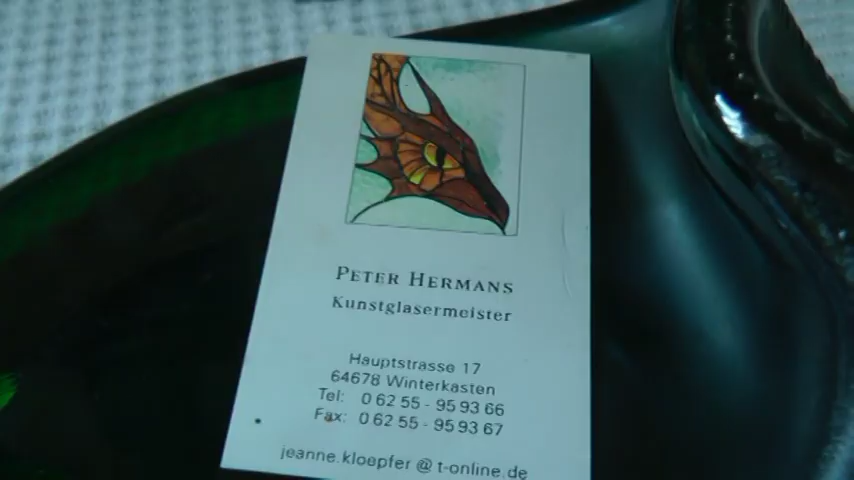 PETER HERMANS
Kunstglasermeister
Hauptstrasse 17
64678 Winterkasten
Tel: 0 62 55 - 95 93 66
Fax: 0 62 55 - 95 93 67
jeanne.kloepfer @ t-online.de